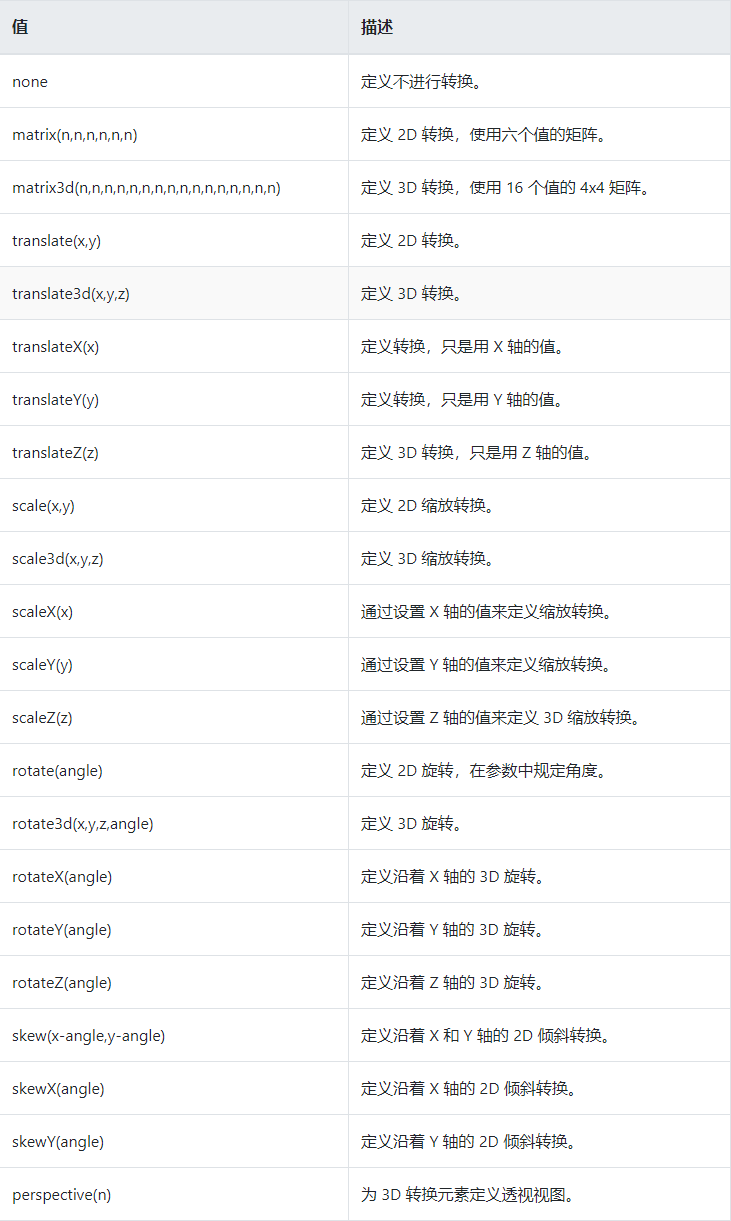 值 描述
none 定义不进行转换。
matrix(n,n,n,n,n,n) 定义 2D 转换，使用六个值的矩阵。
matrix3d(n,n,n,n,n,n,n,n,n,n,n,n,n,n,n,n) 定义 3D 转换，使用 16 个值的 4x4 矩阵。
translate(x,y) 定义 2D 转换。
translate3d(x,y,z) 定义 3D 转换。
translateX(x) 定义转换，只是用 X 轴的值。
translateY(y) 定义转换，只是用 Y 轴的值。
translateZ(z) 定义 3D 转换，只是用 Z 轴的值。
scale(x,y) 定义 2D 缩放转换。
scale3d(x,y,z) 定义 3D 缩放转换。
scaleX(x) 通过设置 X 轴的值来定义缩放转换。
scaleY(y) 通过设置 Y 轴的值来定义缩放转换。
scaleZ(z) 通过设置 Z 轴的值来定义 3D 缩放转换。
rotate(angle) 定义 2D 旋转，在参数中规定角度。
rotate3d(x,y,z,angle) 定义 3D 旋转。
rotateX(angle) 定义沿着 X 轴的 3D 旋转。
rotateY(angle) 定义沿着 Y 轴的 3D 旋转。
rotateZ(angle) 定义沿着 Z 轴的 3D 旋转。
skew(x-angle,y-angle) 定义沿着 X 和 Y 轴的 2D 倾斜转换。
skewX(angle) 定义沿着 X 轴的 2D 倾斜转换。
skewY(angle) 定义沿着 Y 轴的 2D 倾斜转换。
perspective(n) 为 3D 转换元素定义透视视图。